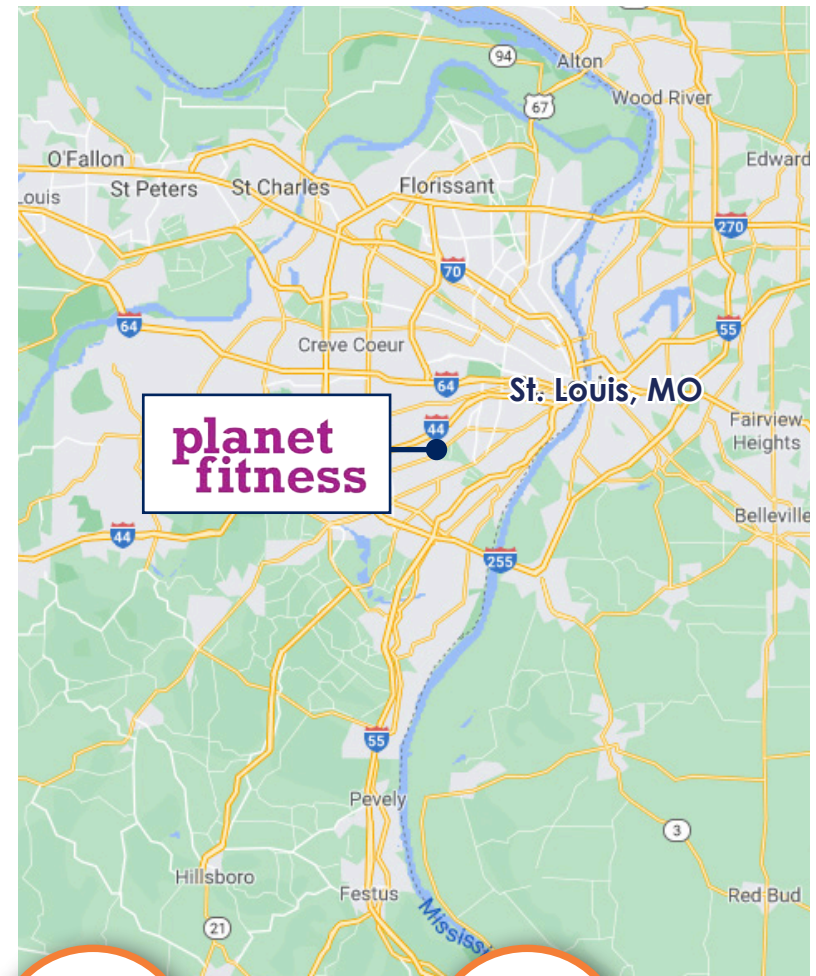 94
Alton
67
Wood River
O'Fallon
Edward
Louis
St Peters
St Charles
Florissant
270
70
64
55
Creve Coeur
64
St. Louis, MO
44
planet
fitness
Fairview
Heights
Belleville
44
255
55
Pevely
3
Hillsboro
Festus
Red Bud
Mississi
21